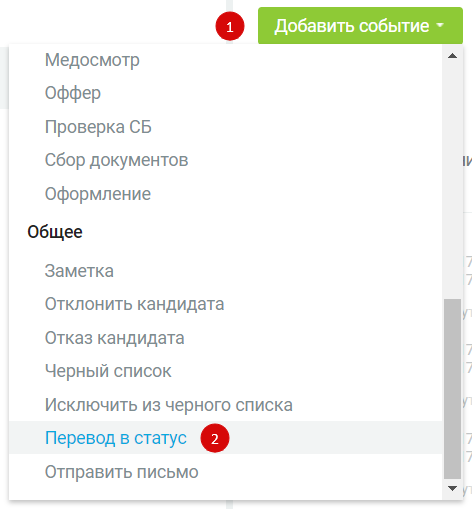 1 Добавить событие
Медосмотр
Оффер
Проверка СБ
Сбор документов
Оформление
Общее
Заметка
Отклонить кандидата
Отказ кандидата
Черный список
Исключить из черного списка
Перевод в статус 2
Отправить письмо